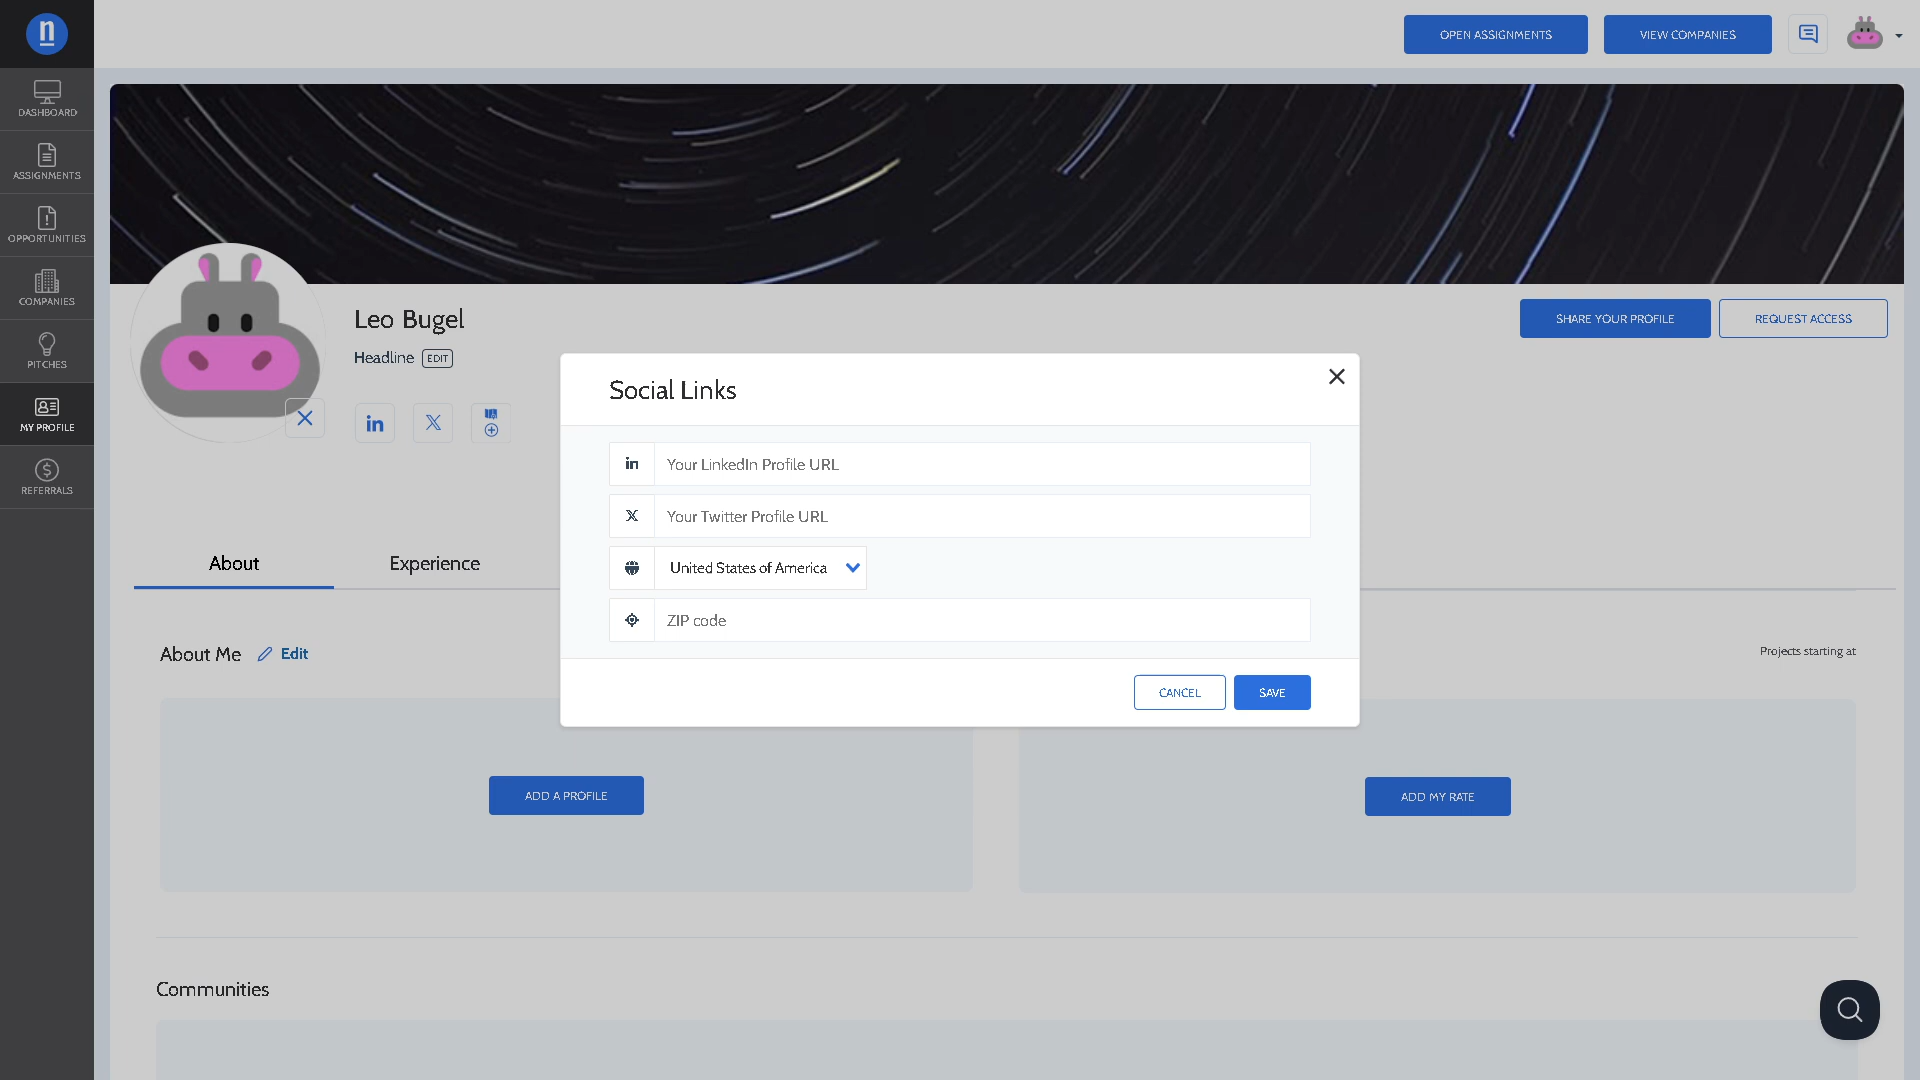 n
OPEN ASSIGNMENTS
VIEW COMPANIES
DASHBOARD
ASSIGNMENTS
OPPORTUNITIES
COMPANIES
PITCHES
MY PROFILE
REFERRALS
Leo Bugel
Headline EDIT
SHARE YOUR PROFILE
REQUEST ACCESS
in
X
Social Links
in Your LinkedIn Profile URL
X Your Twitter Profile URL
United States of America
ZIP code
CANCEL
SAVE
About
Experience
About Me Edit
Projects starting at
ADD A PROFILE
ADD MY RATE
Communities